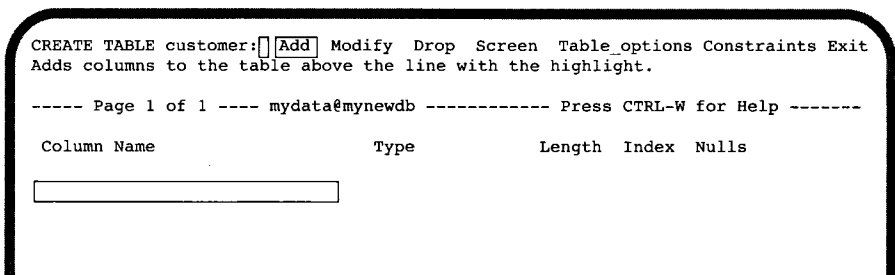 CREATE TABLE customer: Add Modify Drop Screen Table_options Constraints Exit
Adds columns to the table above the line with the highlight.
----- Page 1 of 1 ---- mydata@mynewdb ------------ Press CTRL-W for Help -------
Column Name Type Length Index Nulls